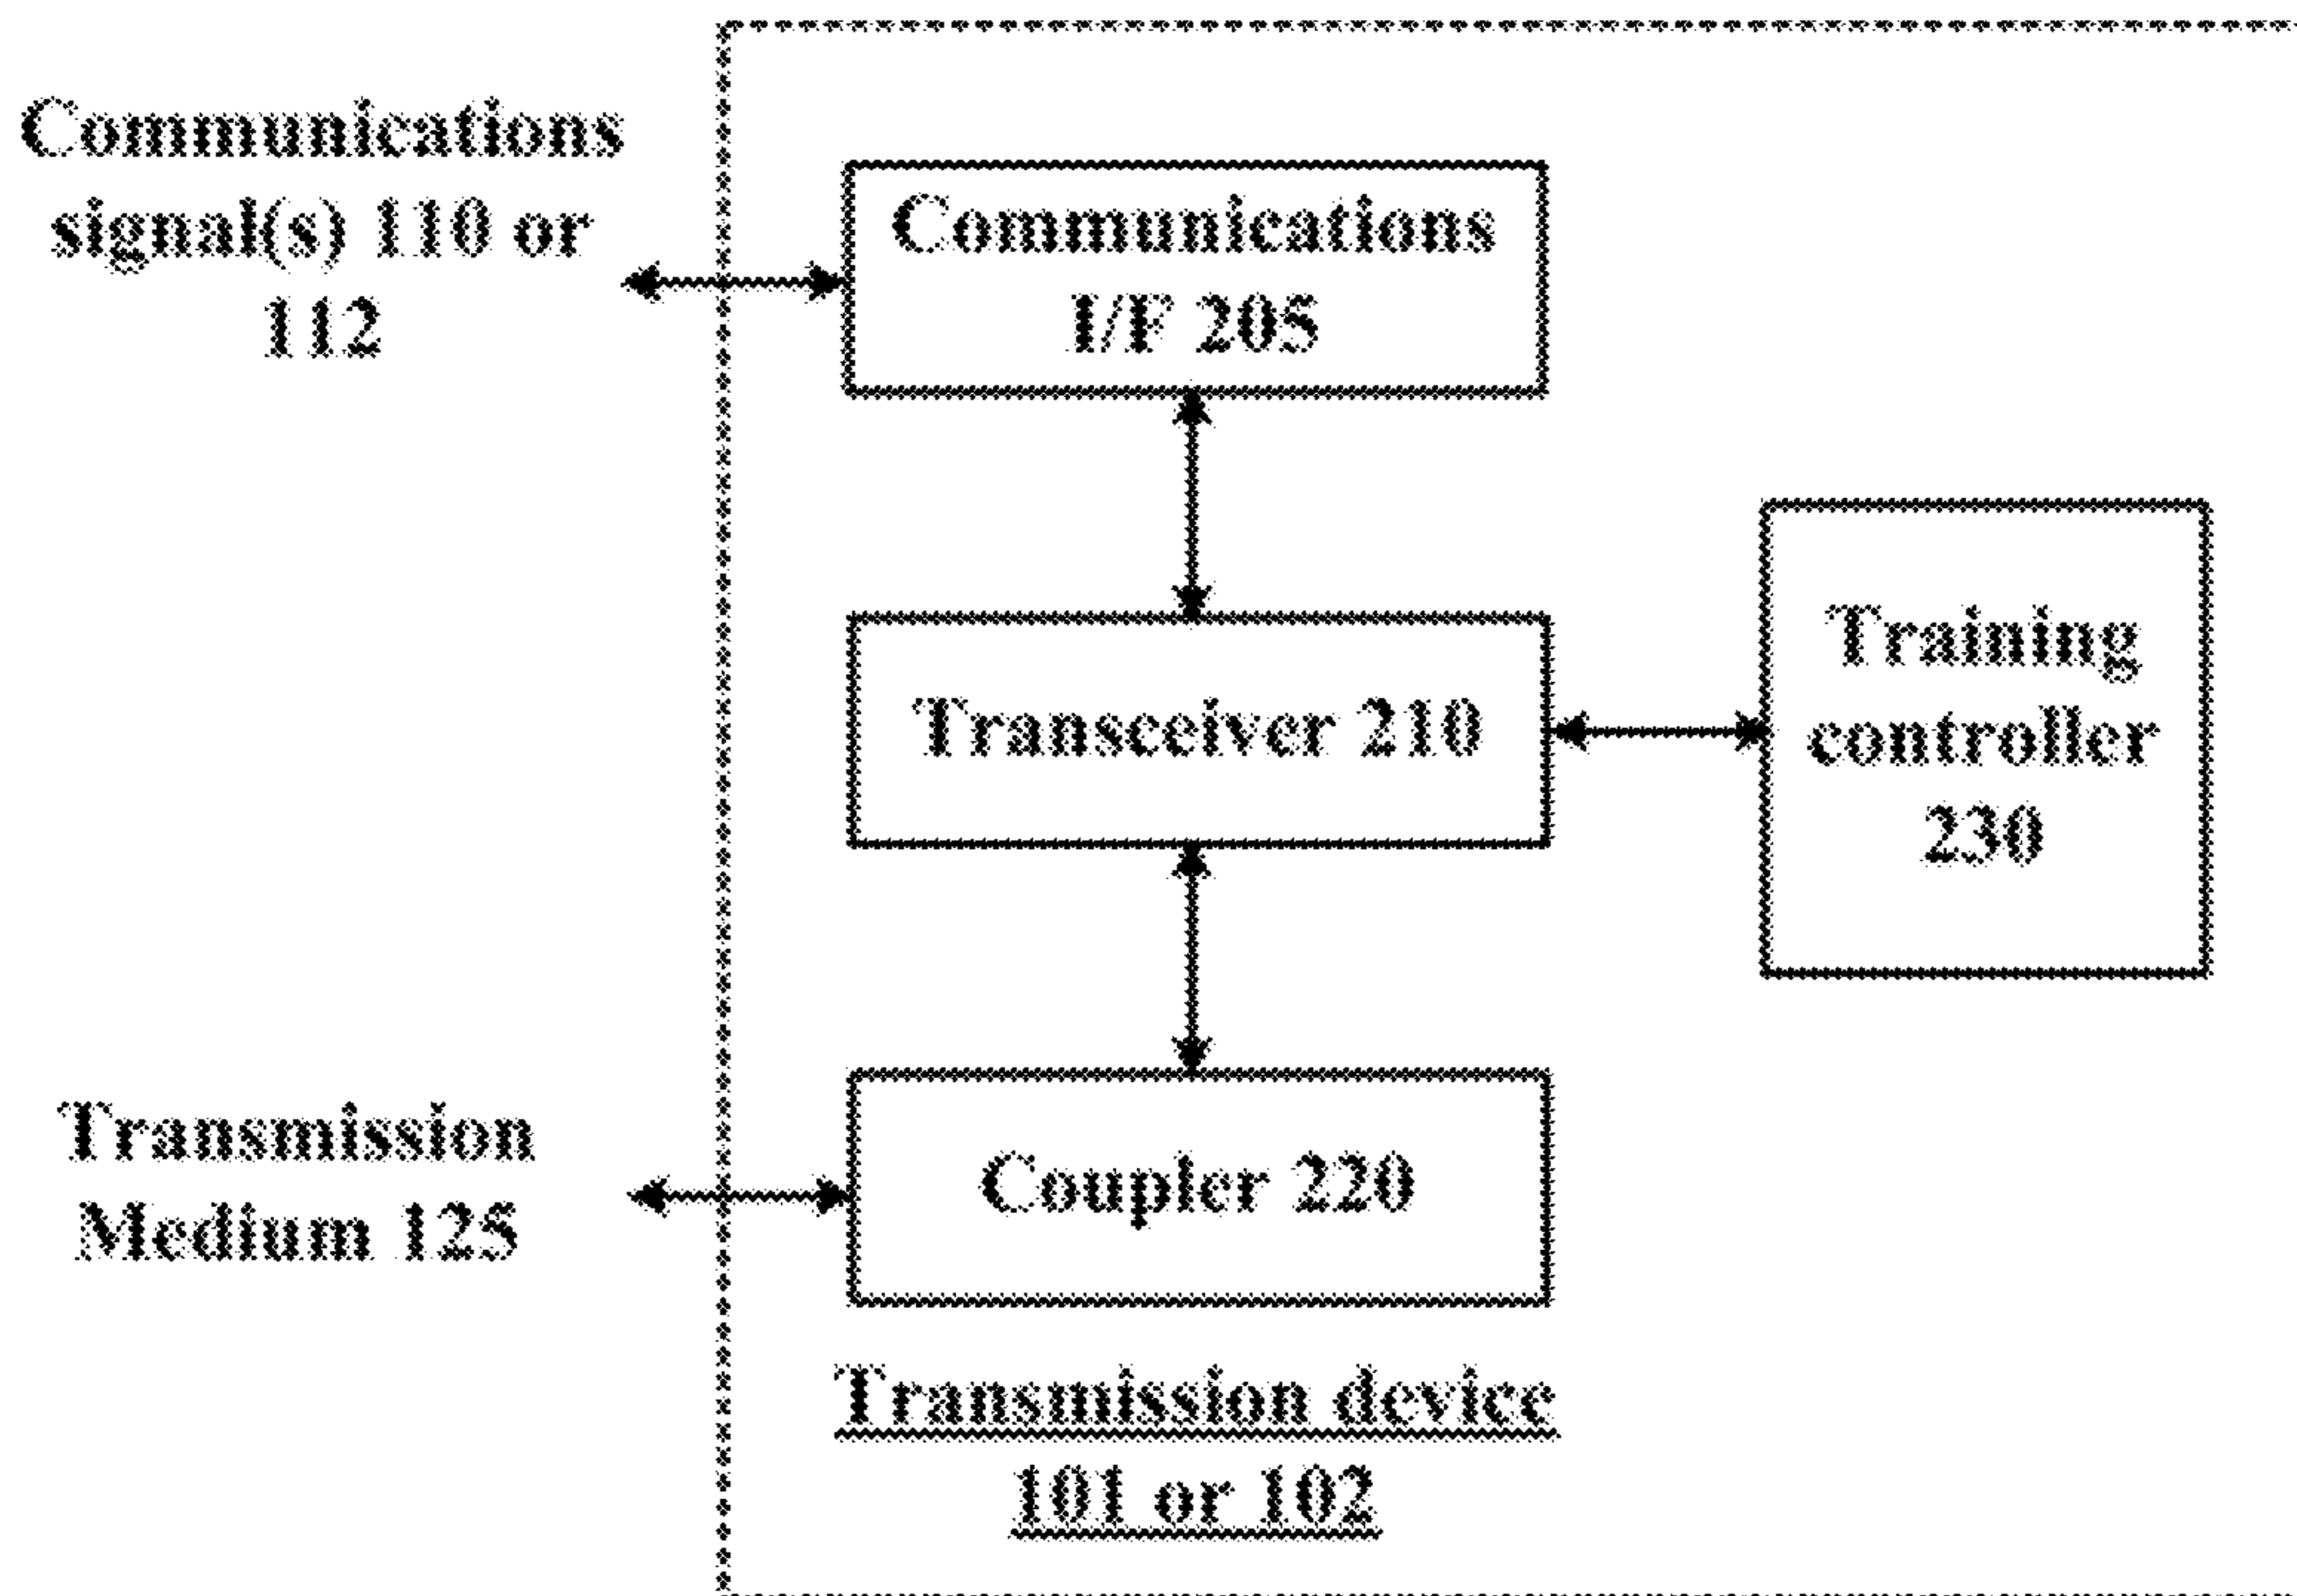 Communications
signal(s) 110 or
112
Communications
I/F 205
Transceiver 210
Training
controller
230
Coupler 220
Transmission
Medium 125
Transmission device
101 or 102